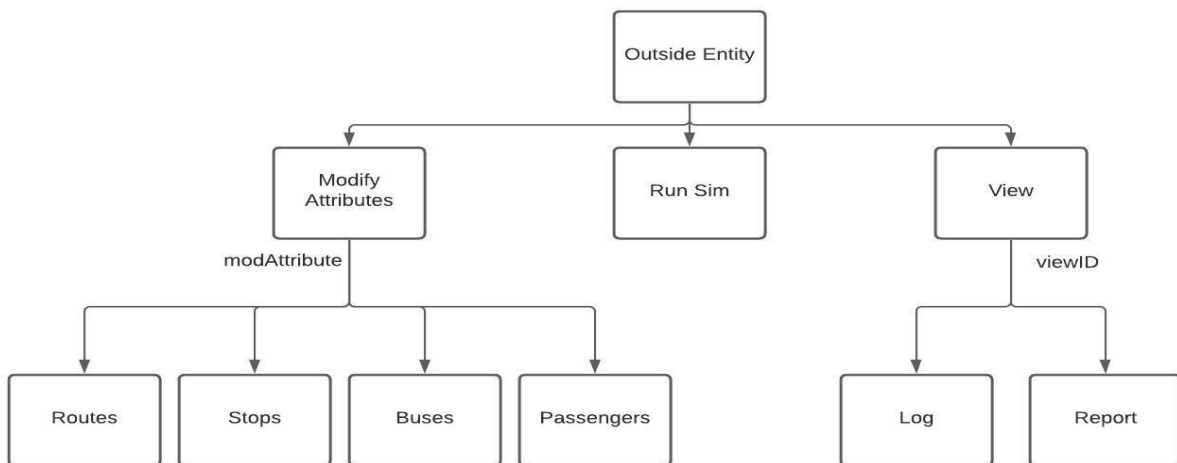 Outside Entity
Modify
Attributes
Run Sim
View
modAttribute
viewID
Routes
Stops
Buses
Passengers
Log
Report